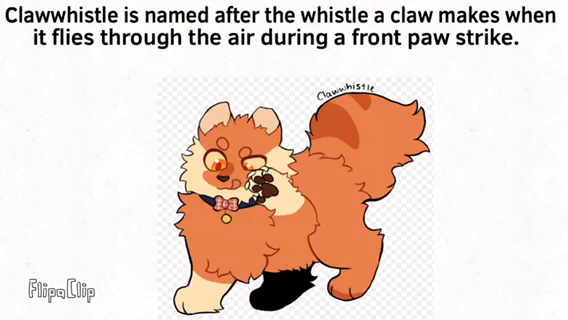 Clawwhistle is named after the whistle a claw makes when
it flies through the air during a front paw strike.
Clawwhistle
FlipaClip